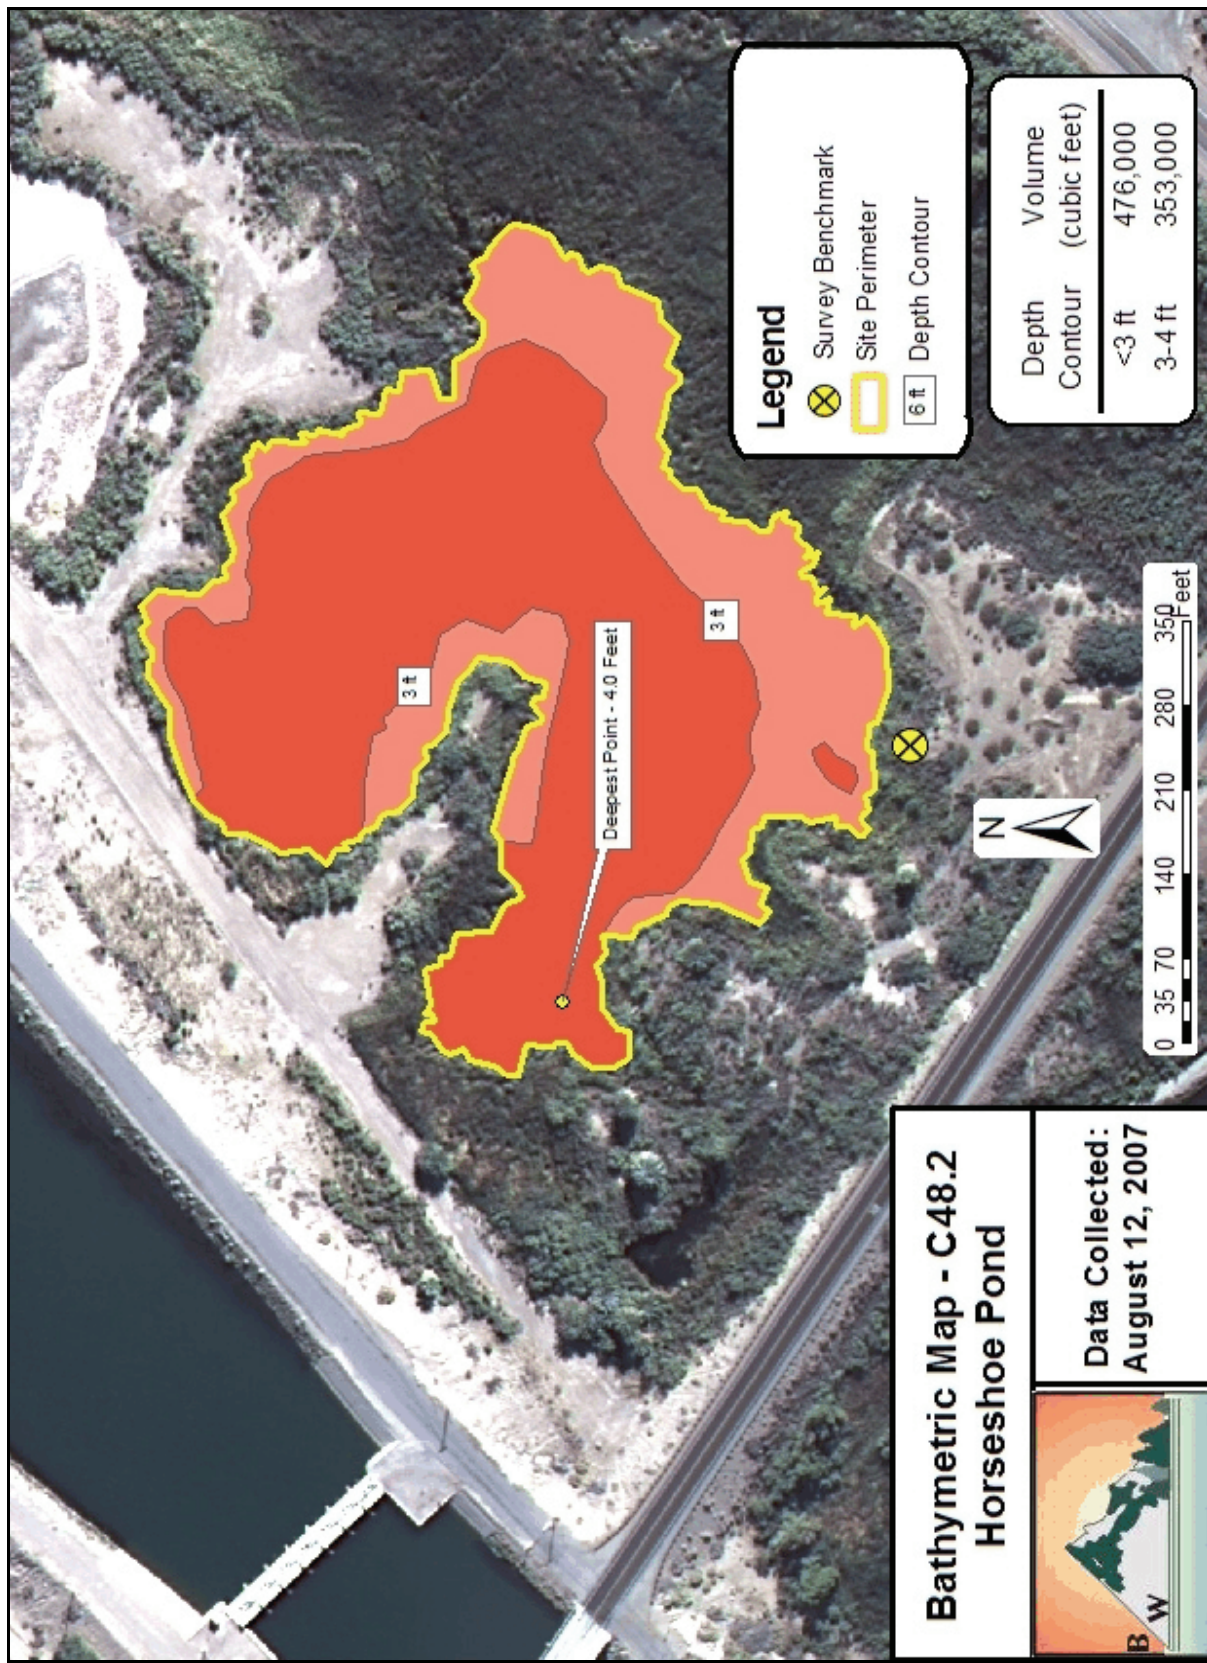 Bathymetric Map - C48.2
Horseshoe Pond
Data Collected:
August 12, 2007
B
W
3 ft
3 ft
Deepest Point - 4.0 Feet
N
0 35 70 140 210 280 350
Feet
Legend
Survey Benchmark
Site Perimeter
6 ft Depth Contour
Depth Volume
Contour (cubic feet)
<3 ft 476,000
3-4 ft 353,000